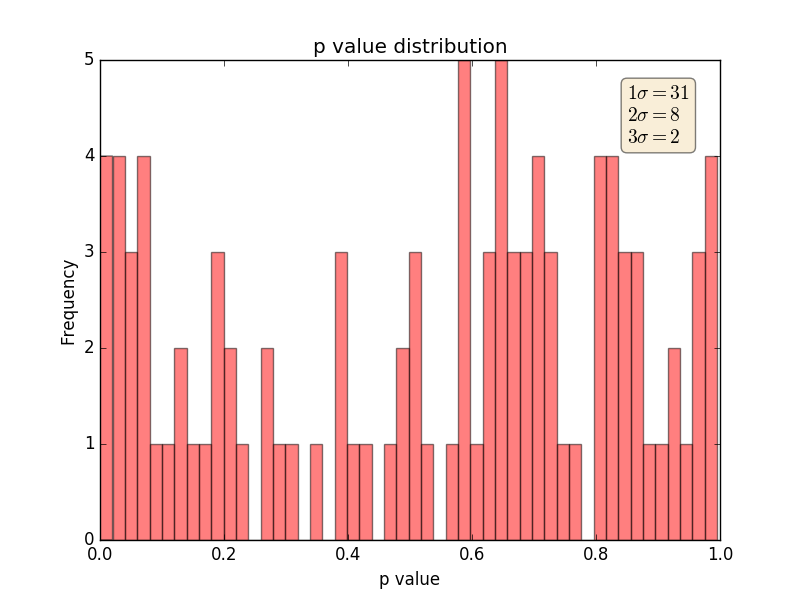 p value distribution
1σ = 31
2σ = 8
3σ = 2
Frequency
5
4
3
2
1
0
0.0 0.2 0.4 0.6 0.8 1.0
p value